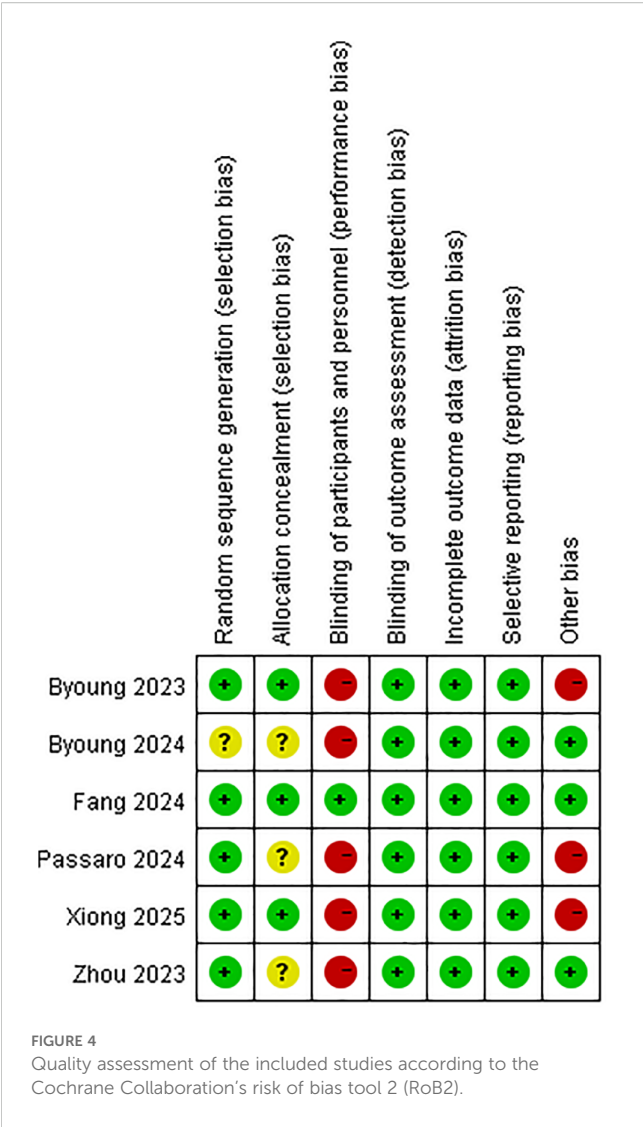 Random sequence generation (selection bias)
Allocation concealment (selection bias)
Blinding of participants and personnel (performance bias)
Blinding of outcome assessment (detection bias)
Incomplete outcome data (attrition bias)
Selective reporting (reporting bias)
Other bias
Byoung 2023 + + - + + + -
Byoung 2024 ? ? - + + + +
Fang 2024 + + + + + + +
Passaro 2024 + ? - + + + -
Xiong 2025 + + - + + + -
Zhou 2023 + ? - + + + +
FIGURE 4
Quality assessment of the included studies according to the
Cochrane Collaboration's risk of bias tool 2 (RoB2).